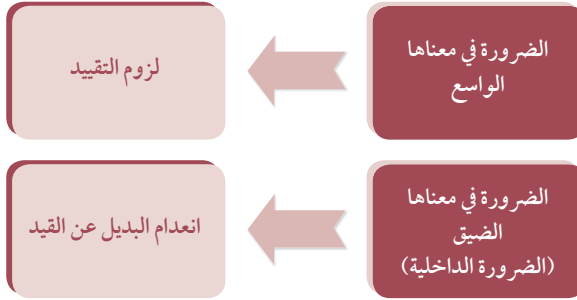 الضرورة في معناها
الواسع
لزوم التقييد
الضرورة في معناها
الضيق
(الضرورة الداخلية)
انعدام البديل عن القيد